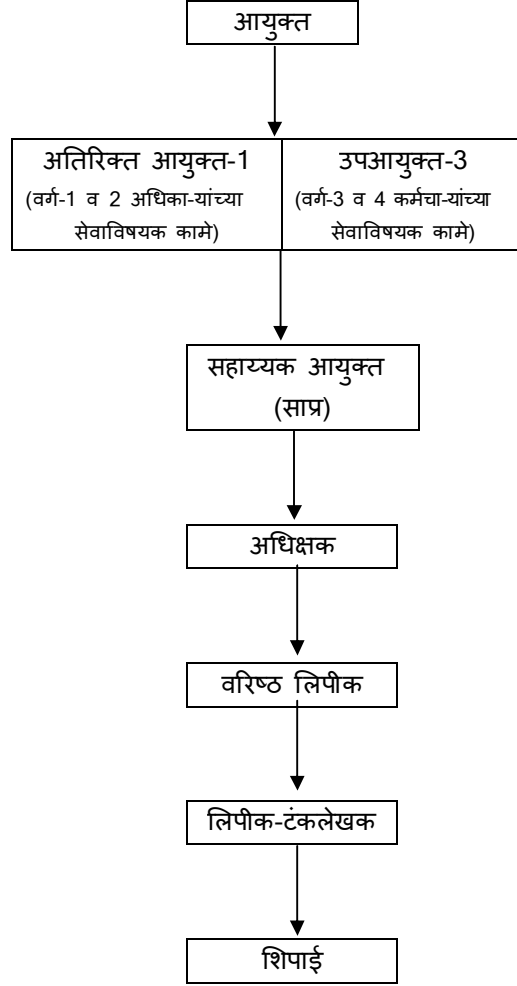 आयुक्त
अतिरिक्त आयुक्त-1
(वर्ग-1 व 2 अधिका-यांच्या
सेवाविषयक कामे)
उपआयुक्त-3
(वर्ग-3 व 4 कर्मचा-यांच्या
सेवाविषयक कामे)
सहाय्यक आयुक्त
(साप्र)
अधिक्षक
वरिष्ठ लिपीक
लिपीक-टंकलेखक
शिपाई